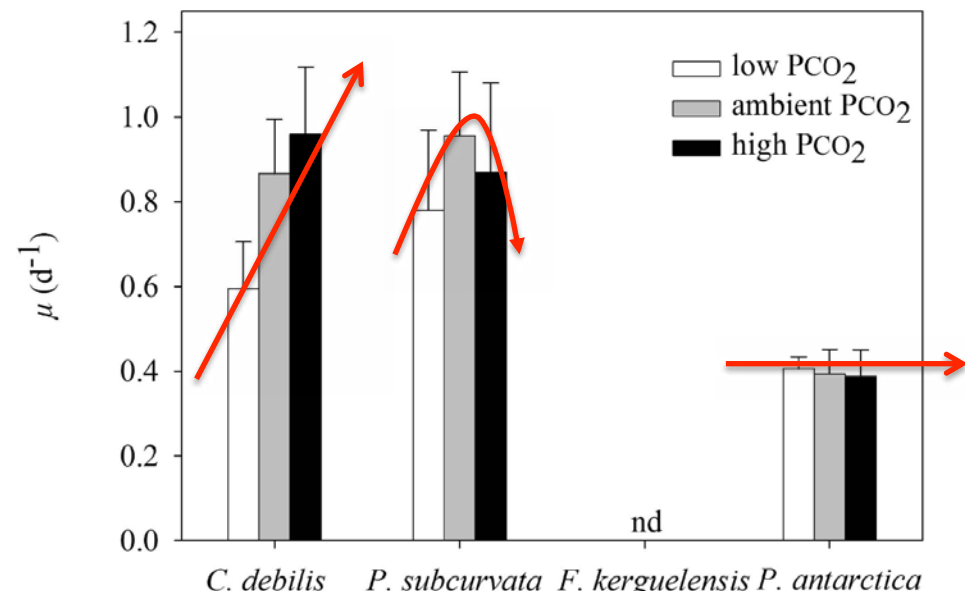 1.2
1.0
0.8
0.6
0.4
0.2
0.0
μ (d⁻¹)
low PCO₂
ambient PCO₂
high PCO₂
nd
C. debilis P. subcurvata F. kerguelensis P. antarctica